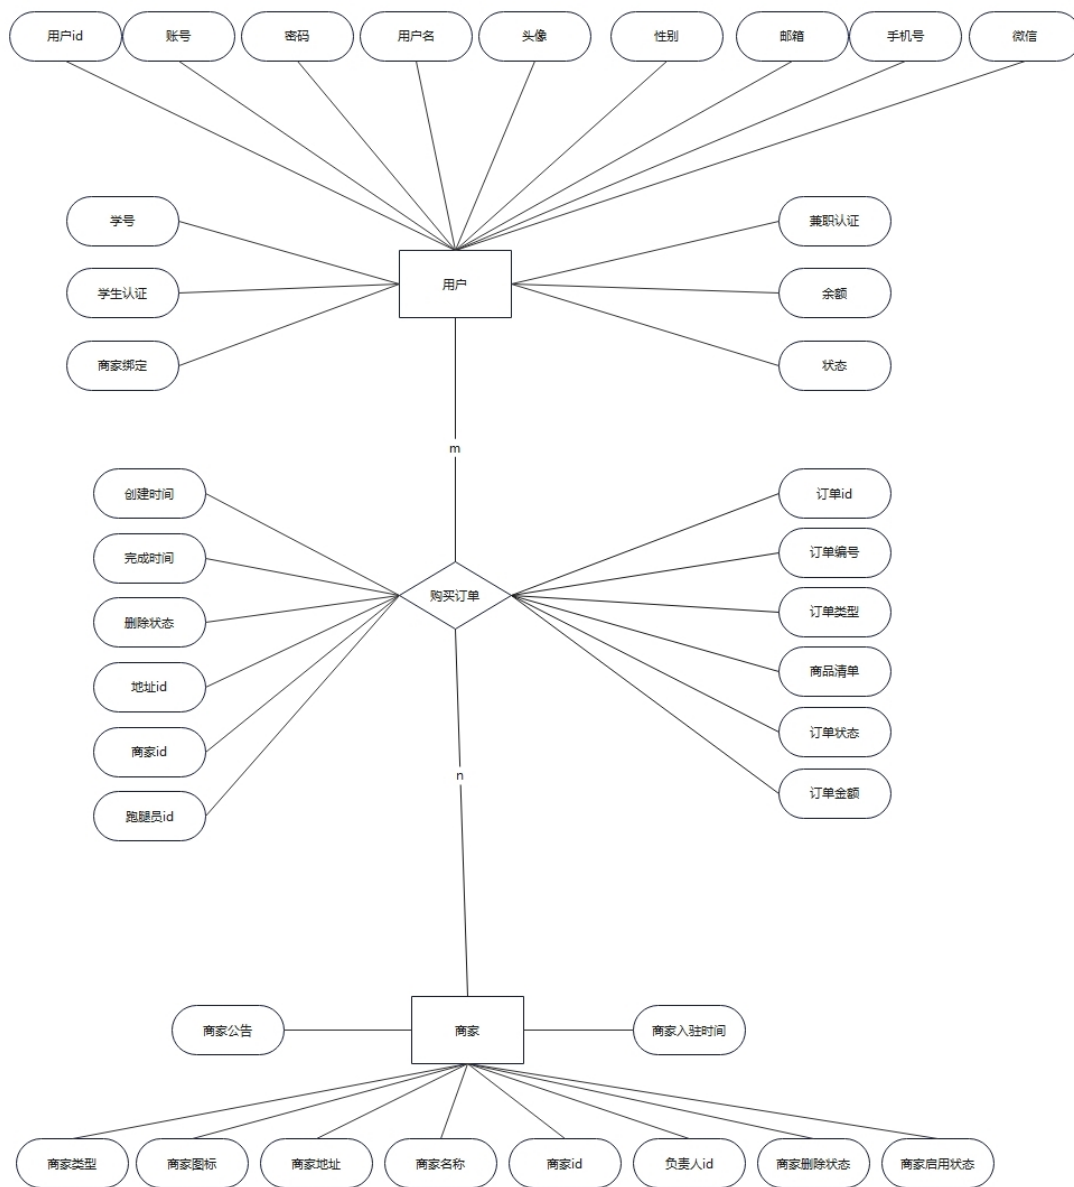 用户id
账号
密码
用户名
头像
性别
邮箱
手机号
微信
学号
兼职认证
用户
学生认证
余额
商家绑定
状态
m
创建时间
订单id
完成时间
订单编号
购买订单
删除状态
订单类型
地址id
商品清单
商家id
订单状态
n
跑腿员id
订单金额
商家公告
商家
商家入驻时间
商家类型
商家图标
商家地址
商家名称
商家id
负责人id
商家删除状态
商家启用状态